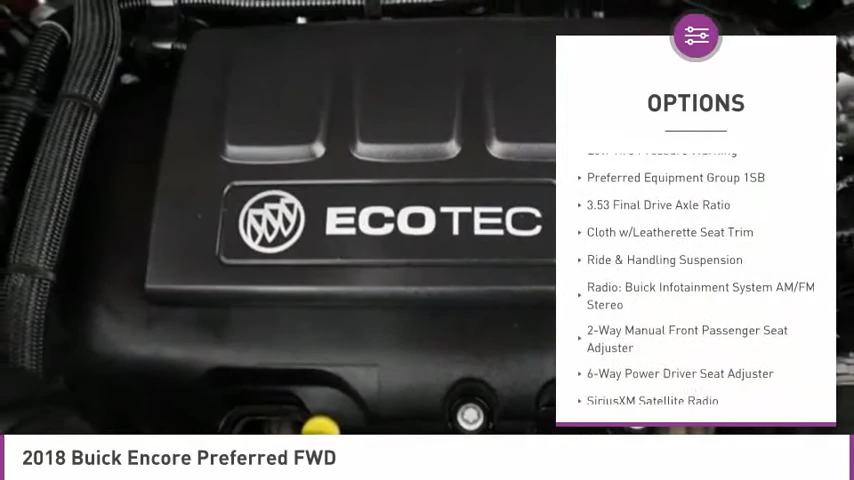 ECOTEC
OPTIONS
Preferred Equipment Group 1SB
3.53 Final Drive Axle Ratio
Cloth w/Leatherette Seat Trim
Ride & Handling Suspension
Radio: Buick Infotainment System AM/FM
Stereo
2-Way Manual Front Passenger Seat
Adjuster
6-Way Power Driver Seat Adjuster
SiriusXM Satellite Radio
2018 Buick Encore Preferred FWD